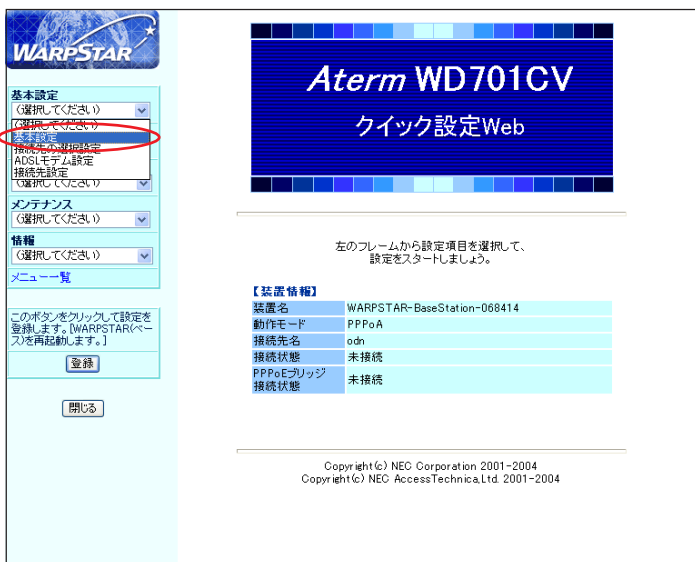 WARPSTAR
基本設定
(選択してください)
(選択してください)
基本設定
接続先の選択設定
ADSLモデム設定
接続先設定
(選択してください)
メンテナンス
(選択してください)
情報
(選択してください)
メニュー一覧
このボタンをクリックして設定を
登録します。[WARPSTAR(ベー
ス)を再起動します。]
登録
閉じる
Aterm WD701CV
クイック設定Web
左のフレームから設定項目を選択して、
設定をスタートしましょう。
【装置情報】
装置名 WARPSTAR-BaseStation-068414
動作モード PPPoA
接続先名 odn
接続状態 未接続
PPPoEブリッジ
接続状態 未接続
Copyright(c) NEC Corporation 2001-2004
Copyright(c) NEC AccessTechnica,Ltd. 2001-2004